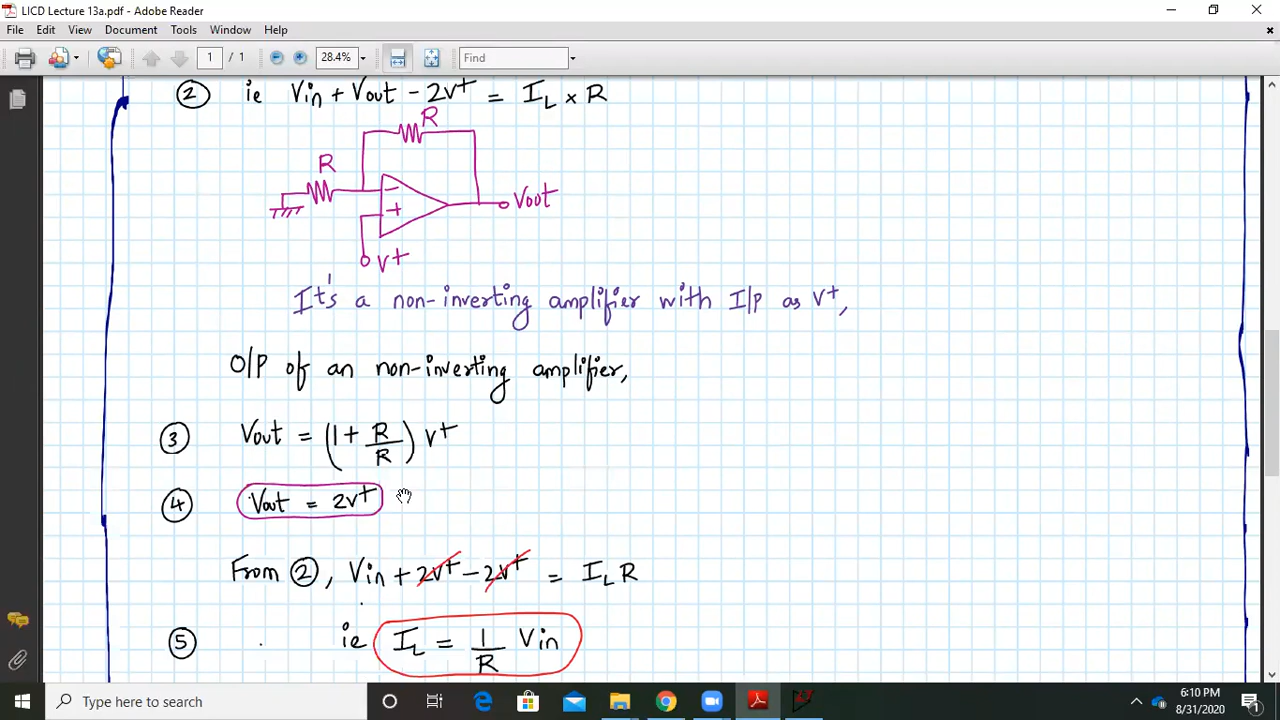 LICD Lecture 13a.pdf - Adobe Reader
File Edit View Document Tools Window Help
1 / 1 28.4% Find
② ie Vin + Vout - 2v+ = IL × R
R
R
-
+
Vout
v+
It's a non-inverting amplifier with I/p as v+,
O/P of an non-inverting amplifier,
③ Vout = (1 + R/R) v+
④ Vout = 2v+
From ②, Vin + 2v+ - 2v+ = IL R
⑤ ie IL = 1/R Vin
Type here to search
6:10 PM
8/31/2020